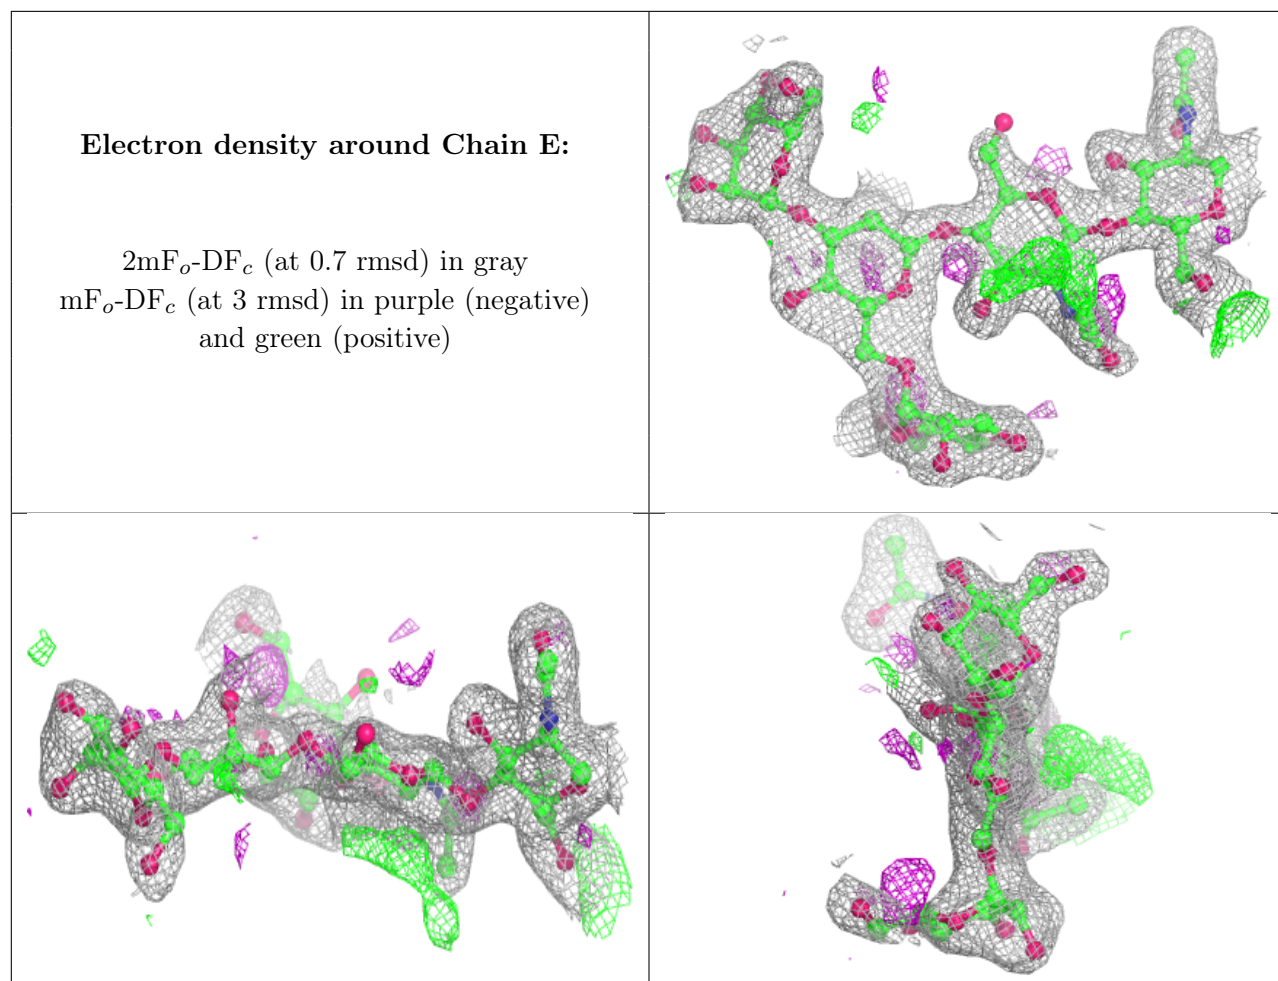 Electron density around Chain E:
2mFₒ-DF𝒸 (at 0.7 rmsd) in gray
mFₒ-DF𝒸 (at 3 rmsd) in purple (negative)
and green (positive)